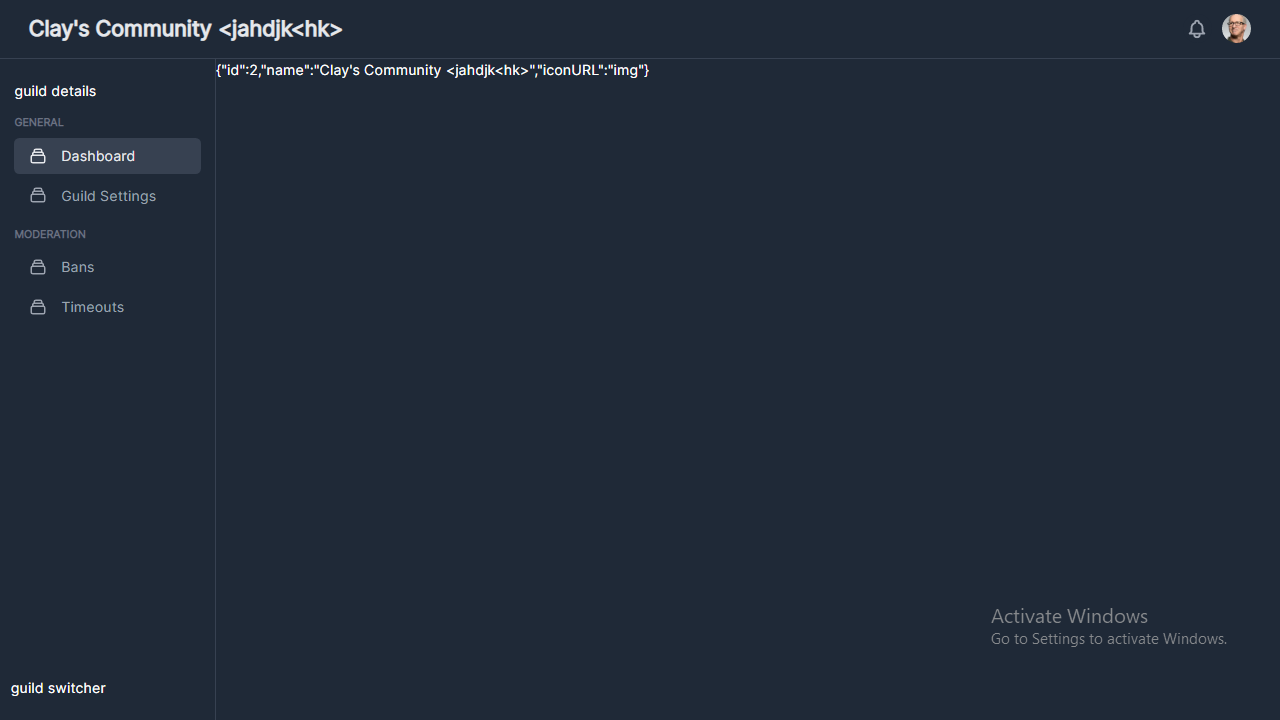 Clay's Community <jahdjk<hk>
{"id":2,"name":"Clay's Community <jahdjk<hk>","iconURL":"img"}
guild details
GENERAL
Dashboard
Guild Settings
MODERATION
Bans
Timeouts
Activate Windows
Go to Settings to activate Windows.
guild switcher